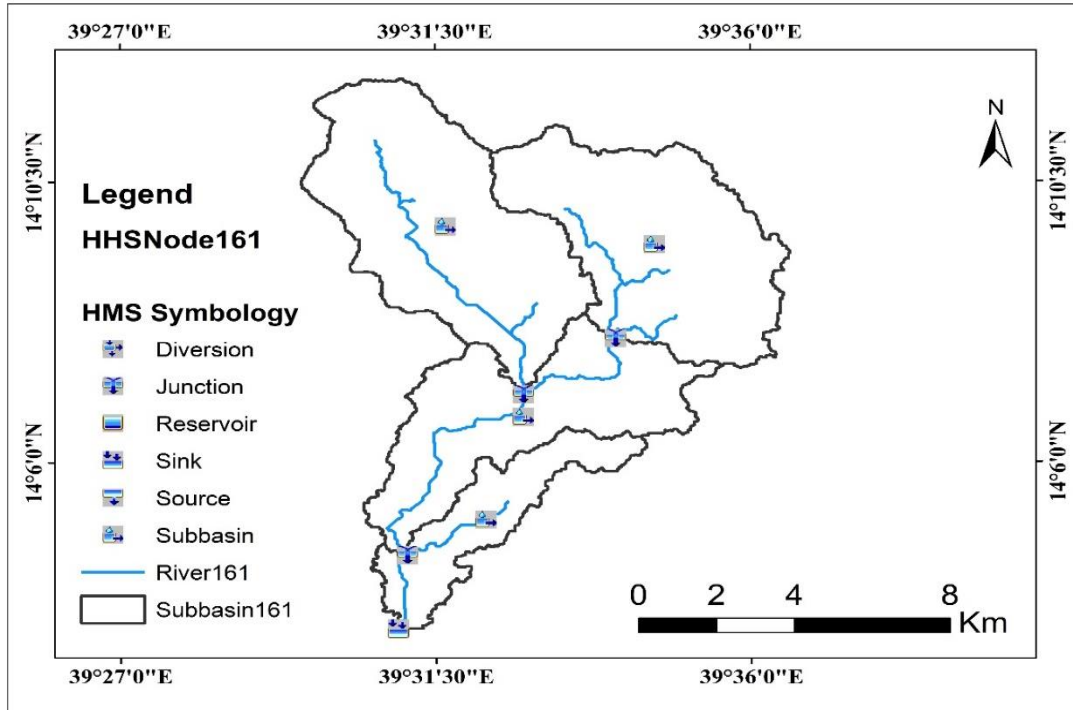 39°27'0"E 39°31'30"E 39°36'0"E
N
14°10'30"N 14°10'30"N
Legend
HHSNode161
HMS Symbology
Diversion
Junction
Reservoir
Sink
Source
Subbasin
River161
Subbasin161
14°6'0"N 14°6'0"N
0 2 4 8
Km
39°27'0"E 39°31'30"E 39°36'0"E